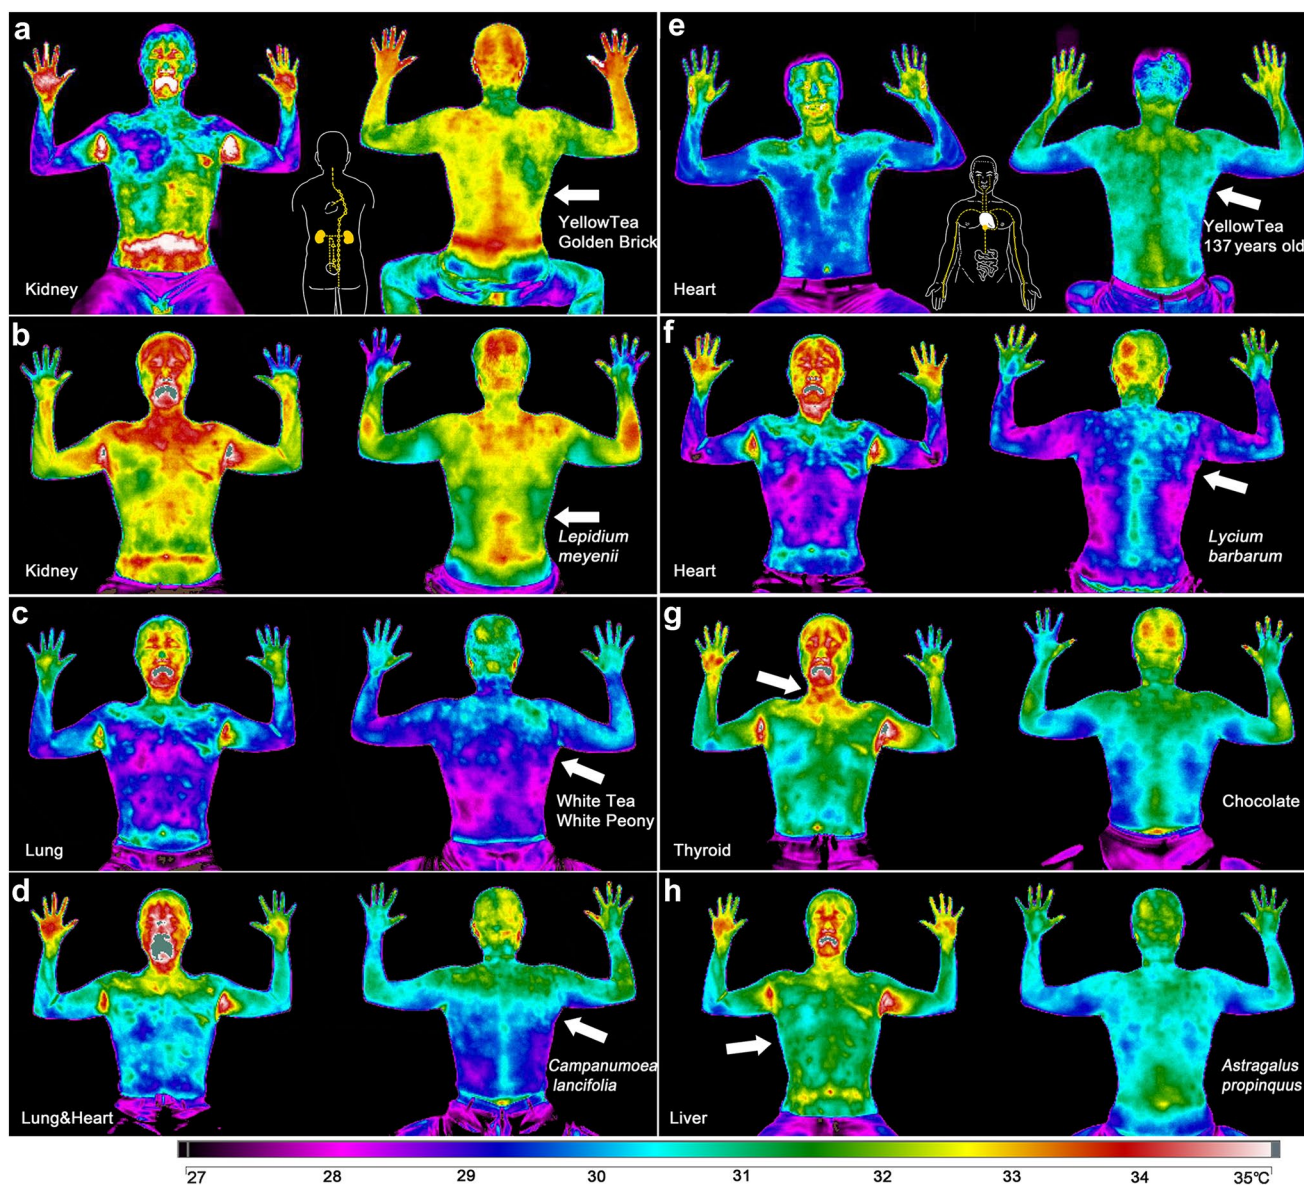 a
YellowTea
Golden Brick
Kidney
e
YellowTea
137 years old
Heart
b
Lepidium
meyenii
Kidney
f
Lycium
barbarum
Heart
c
White Tea
White Peony
Lung
g
Chocolate
Thyroid
d
Campanumoea
lancifolia
Lung&Heart
h
Astragalus
propinquus
Liver
27 28 29 30 31 32 33 34 35℃